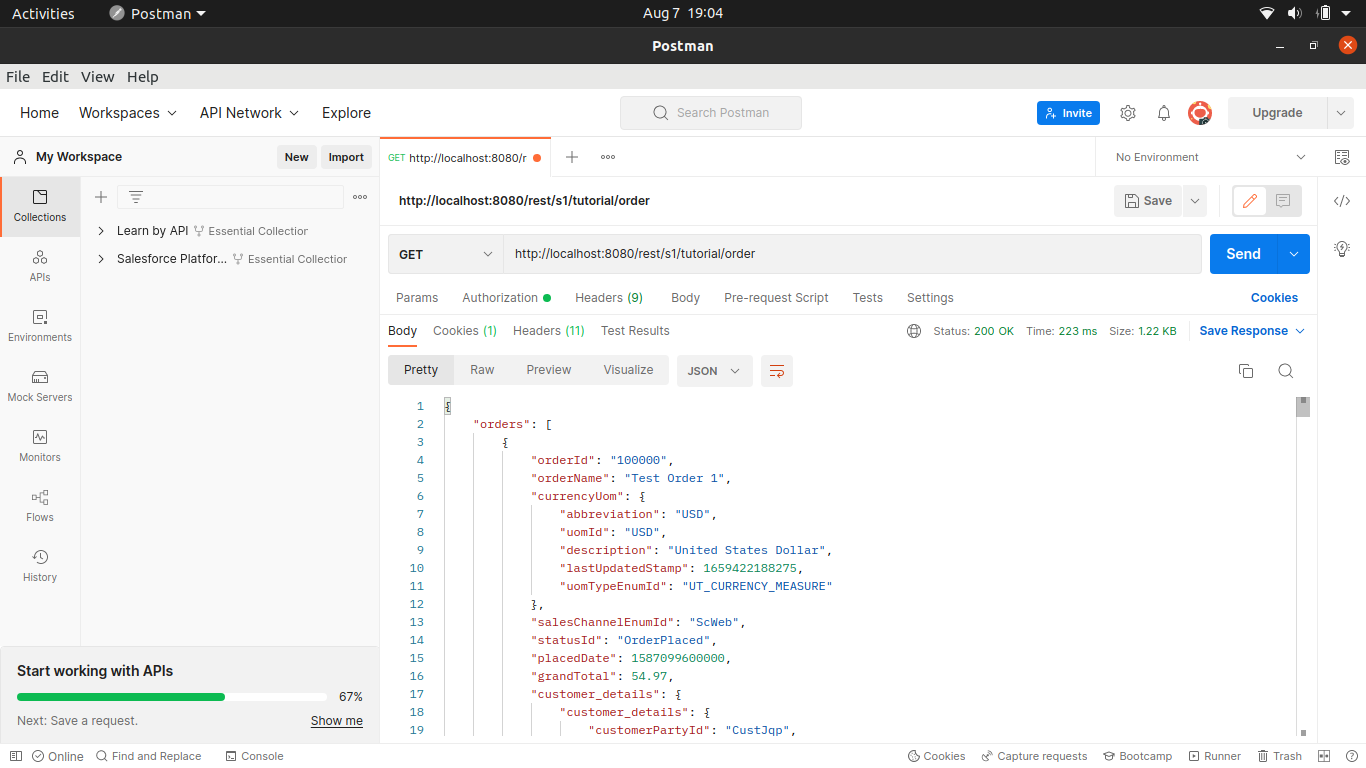 Activities Postman Aug 7 19:04
Postman
File Edit View Help
Home Workspaces API Network Explore Search Postman Invite Upgrade
My Workspace New Import GET http://localhost:8080/r No Environment
Collections
APIs
Environments
Mock Servers
Monitors
Flows
History
Learn by API Essential Collection
Salesforce Platfor... Essential Collection
Start working with APIs
67%
Next: Save a request. Show me
http://localhost:8080/rest/s1/tutorial/order Save
GET http://localhost:8080/rest/s1/tutorial/order Send
Params Authorization Headers (9) Body Pre-request Script Tests Settings Cookies
Body Cookies (1) Headers (11) Test Results Status: 200 OK Time: 223 ms Size: 1.22 KB Save Response
Pretty Raw Preview Visualize JSON
1 {
2 "orders": [
3 {
4 "orderId": "100000",
5 "orderName": "Test Order 1",
6 "currencyUom": {
7 "abbreviation": "USD",
8 "uomId": "USD",
9 "description": "United States Dollar",
10 "lastUpdatedStamp": 1659422188275,
11 "uomTypeEnumId": "UT_CURRENCY_MEASURE"
12 },
13 "salesChannelEnumId": "ScWeb",
14 "statusId": "OrderPlaced",
15 "placedDate": 1587099600000,
16 "grandTotal": 54.97,
17 "customer_details": {
18 "customer_details": {
19 "customerPartyId": "CustJqp",
Online Find and Replace Console Cookies Capture requests Bootcamp Runner Trash